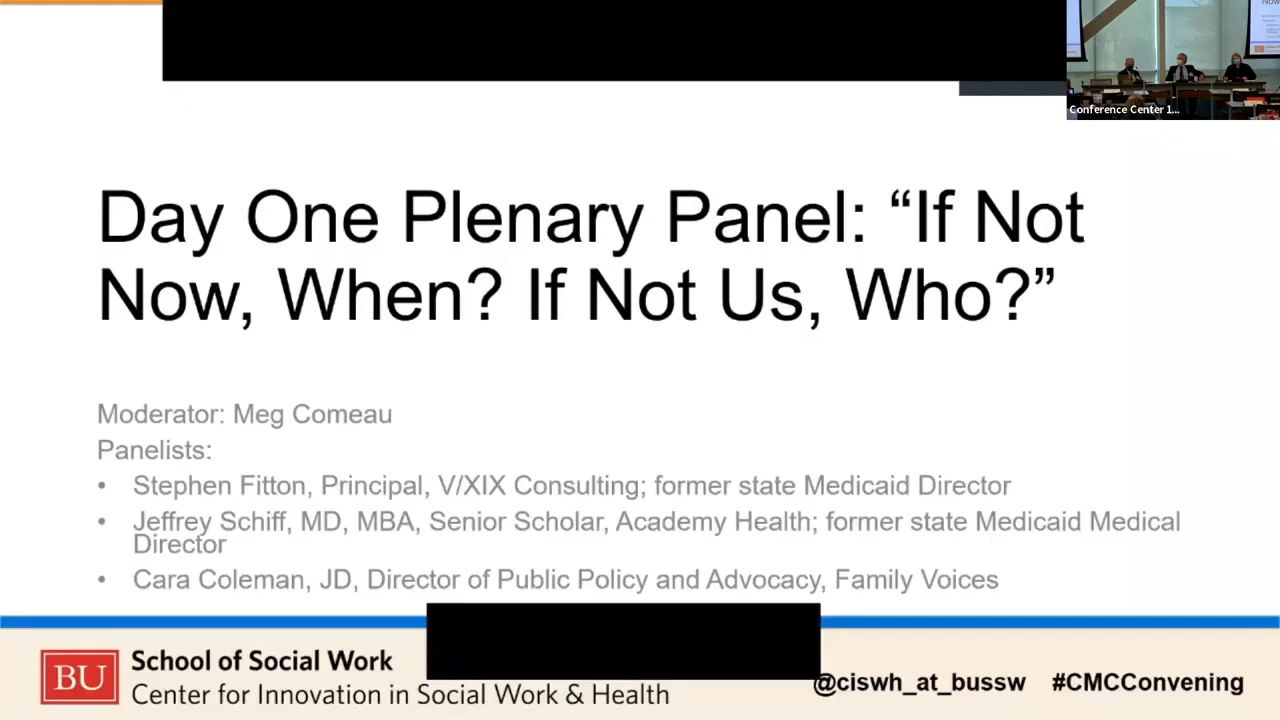 Conference Center 1...
Day One Plenary Panel: “If Not
Now, When? If Not Us, Who?”
Moderator: Meg Comeau
Panelists:
• Stephen Fitton, Principal, V/XIX Consulting; former state Medicaid Director
• Jeffrey Schiff, MD, MBA, Senior Scholar, Academy Health; former state Medicaid Medical
Director
• Cara Coleman, JD, Director of Public Policy and Advocacy, Family Voices
BU School of Social Work
Center for Innovation in Social Work & Health
@ciswh_at_bussw #CMCConvening